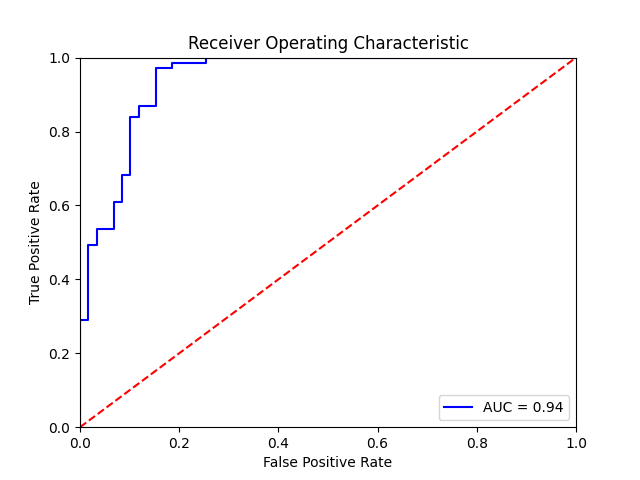 Receiver Operating Characteristic
True Positive Rate
1.0
0.8
0.6
0.4
0.2
0.0
AUC = 0.94
0.0 0.2 0.4 0.6 0.8 1.0
False Positive Rate